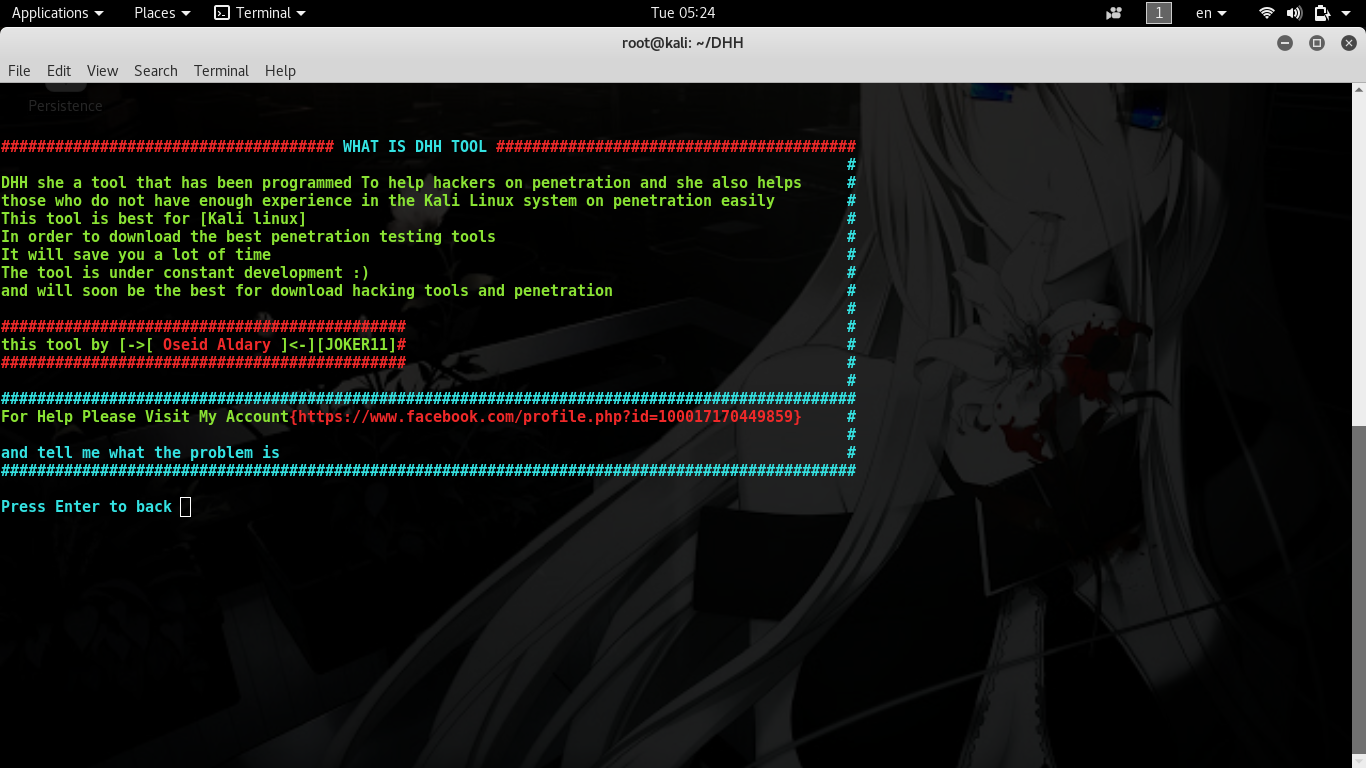 Applications Places Terminal Tue 05:24 1 en
root@kali: ~/DHH
File Edit View Search Terminal Help
Persistence
##################################### WHAT IS DHH TOOL ########################################
#
DHH she a tool that has been programmed To help hackers on penetration and she also helps #
those who do not have enough experience in the Kali Linux system on penetration easily #
This tool is best for [Kali linux] #
In order to download the best penetration testing tools #
It will save you a lot of time #
The tool is under constant development :) #
and will soon be the best for download hacking tools and penetration #
#
############################################# #
this tool by [->[ Oseid Aldary ]<-][JOKER11]# #
############################################# #
#
###############################################################################################
For Help Please Visit My Account{https://www.facebook.com/profile.php?id=100017170449859} #
#
and tell me what the problem is #
###############################################################################################
Press Enter to back